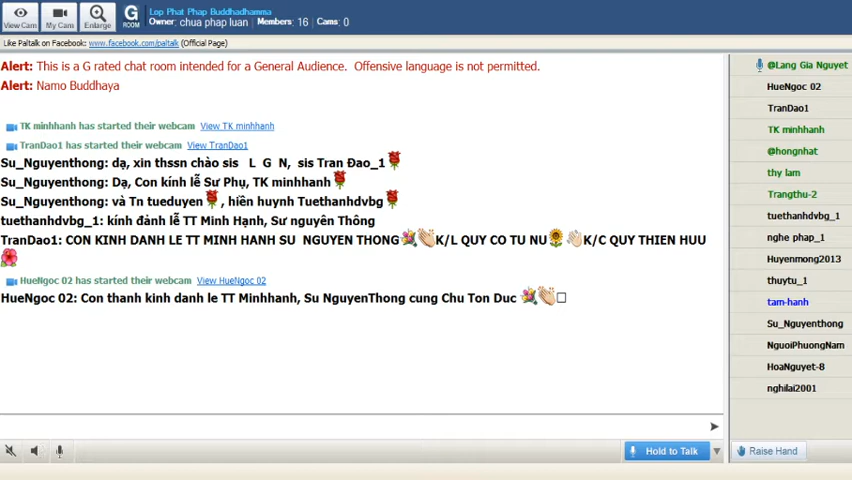 View Cam
My Cams
Enlarge
G
ROOM
Lop Phat Phap Buddhadhamma
Owner: chua phap luan Members: 16 Cams: 0
Like Paltalk on Facebook: www.facebook.com/paltalk (Official Page)
Alert: This is a G rated chat room intended for a General Audience. Offensive language is not permitted.
Alert: Namo Buddhaya
TK minhhanh has started their webcam View TK minhhanh
TranDao1 has started their webcam View TranDao1
Su_Nguyenthong: dạ, xin thssn chào sis L G N, sis Tran Đao_1
Su_Nguyenthong: Dạ, Con kính lễ Sư Phụ, TK minhhanh
Su_Nguyenthong: và Tn tueduyen , hiền huynh Tuethanhdvbg
tuethanhdvbg_1: kính đảnh lễ TT Minh Hạnh, Sư nguyên Thông
TranDao1: CON KINH DANH LE TT MINH HANH SU NGUYEN THONG K/L QUY CO TU NU K/C QUY THIEN HUU
HueNgoc 02 has started their webcam View HueNgoc 02
HueNgoc 02: Con thanh kinh danh le TT Minhhanh, Su NguyenThong cung Chu Ton Duc
@Lang Gia Nguyet
HueNgoc 02
TranDao1
TK minhhanh
@hongnhat
thy lam
Trangthu-2
tuethanhdvbg_1
nghe phap_1
Huyenmong2013
thuytu_1
tam-hanh
Su_Nguyenthong
NguoiPhuongNam
HoaNguyet-8
nghilai2001
Hold to Talk
Raise Hand